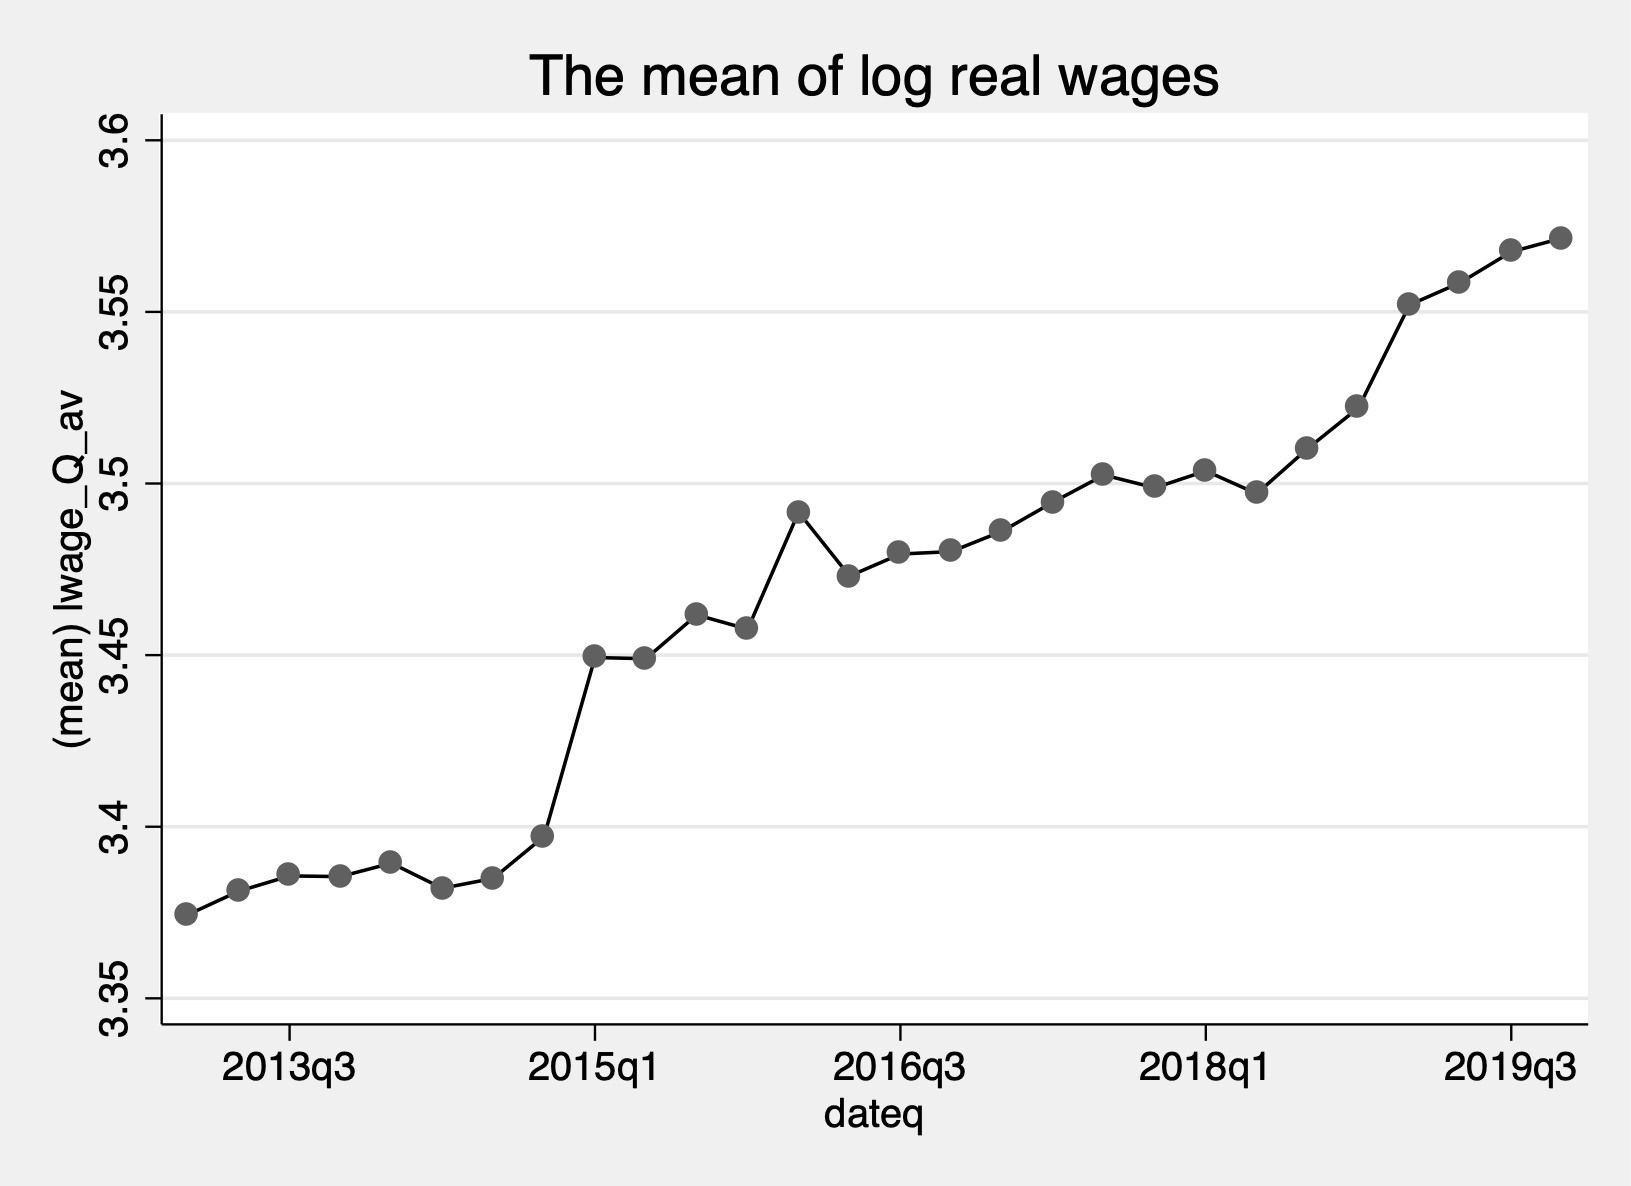 The mean of log real wages
(mean) lwage_Q_av
3.6
3.55
3.5
3.45
3.4
3.35
2013q3 2015q1 2016q3 2018q1 2019q3
dateq